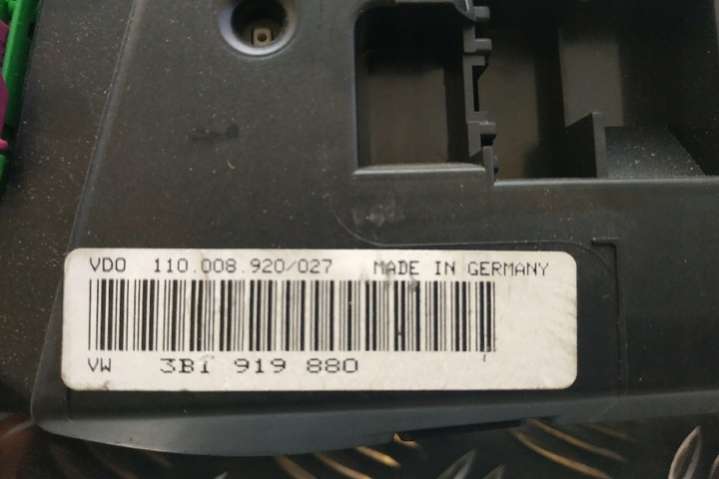 VDO 110.008.920/027 MADE IN GERMANY
VW 3B1 919 880